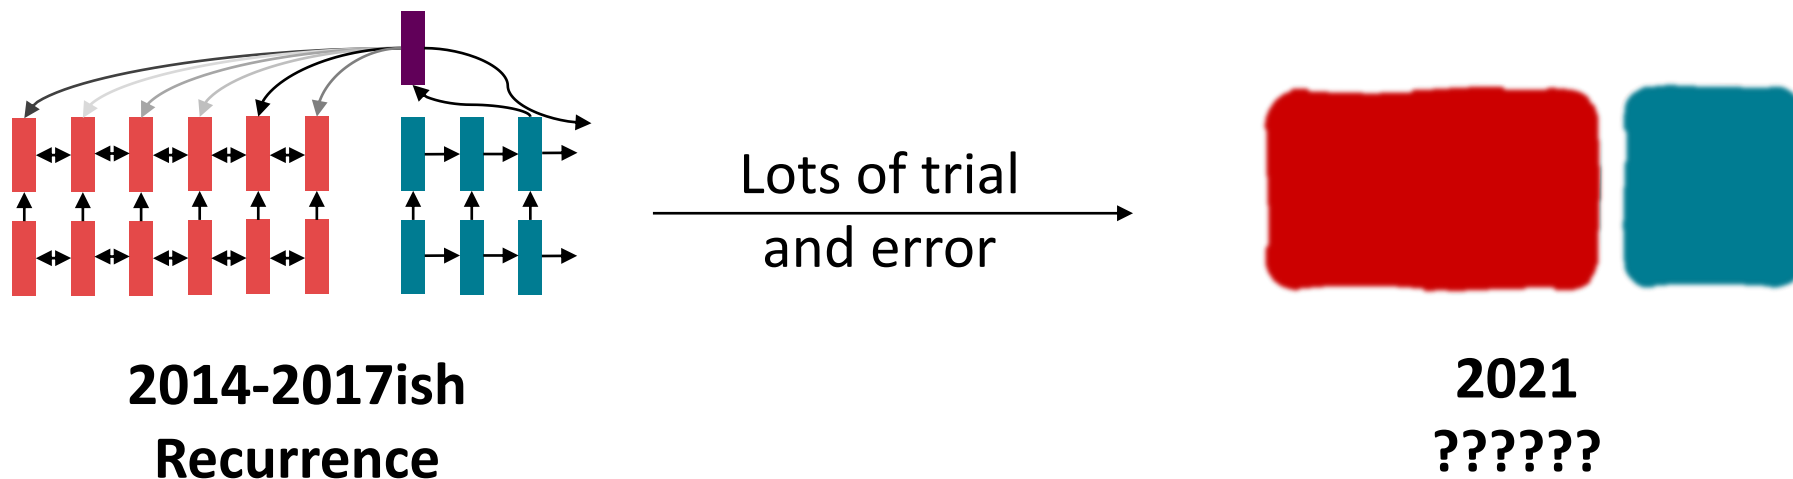 Lots of trial
and error
2014-2017ish
Recurrence
2021
??????